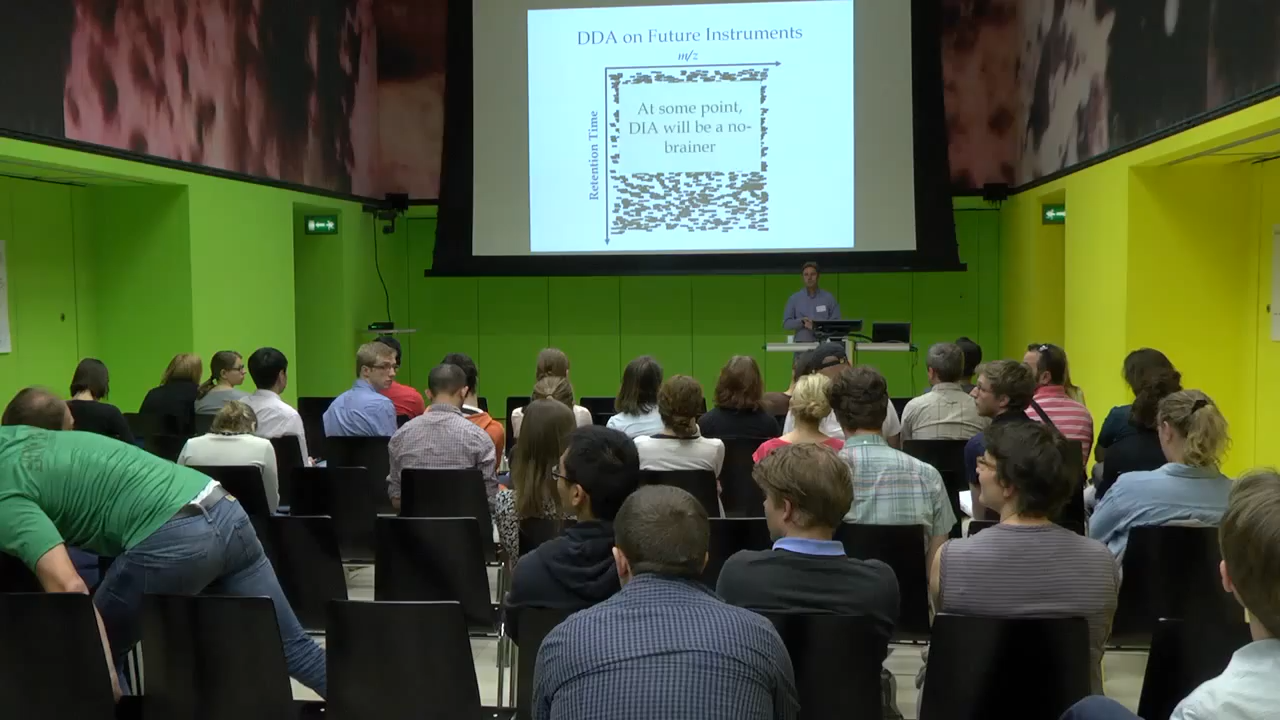 DDA on Future Instruments
m/z
Retention Time
At some point,
DIA will be a no-
brainer